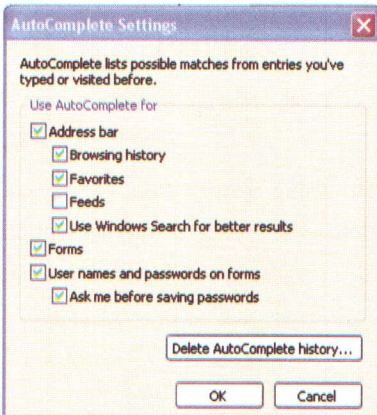 AutoComplete Settings
AutoComplete lists possible matches from entries you've
typed or visited before.
Use AutoComplete for
Address bar
Browsing history
Favorites
Feeds
Use Windows Search for better results
Forms
User names and passwords on forms
Ask me before saving passwords
Delete AutoComplete history...
OK
Cancel